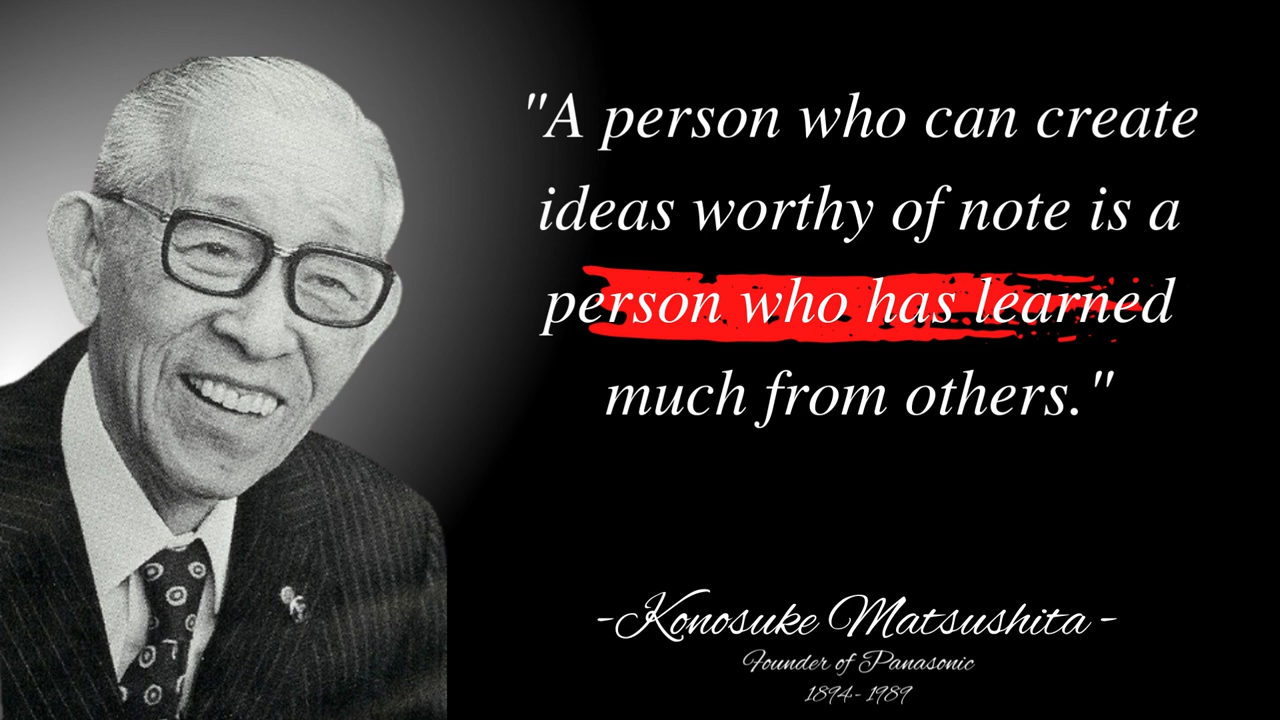 "A person who can create
ideas worthy of note is a
person who has learned
much from others."
-Konosuke Matsushita -
Founder of Panasonic
1894- 1989